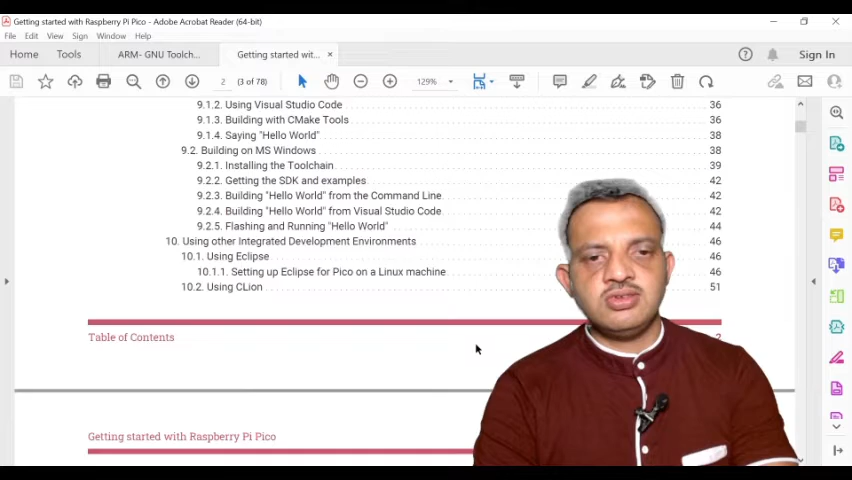 Getting started with Raspberry Pi Pico - Adobe Acrobat Reader (64-bit)
File Edit View Sign Window Help
Home Tools ARM- GNU Toolch... Getting started wit... × Sign In
2 (3 of 78) 129%
9.1.2. Using Visual Studio Code 36
9.1.3. Building with CMake Tools 36
9.1.4. Saying "Hello World" 38
9.2. Building on MS Windows 38
9.2.1. Installing the Toolchain 39
9.2.2. Getting the SDK and examples 42
9.2.3. Building "Hello World" from the Command Line 42
9.2.4. Building "Hello World" from Visual Studio Code 42
9.2.5. Flashing and Running "Hello World" 44
10. Using other Integrated Development Environments 46
10.1. Using Eclipse 46
10.1.1. Setting up Eclipse for Pico on a Linux machine 46
10.2. Using CLion 51
Table of Contents 2
Getting started with Raspberry Pi Pico